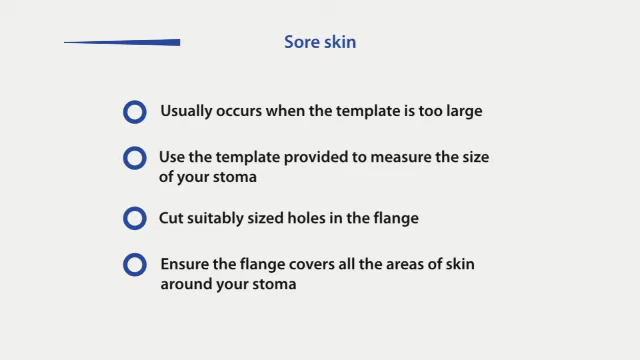 Sore skin
Usually occurs when the template is too large
Use the template provided to measure the size
of your stoma
Cut suitably sized holes in the flange
Ensure the flange covers all the areas of skin
around your stoma